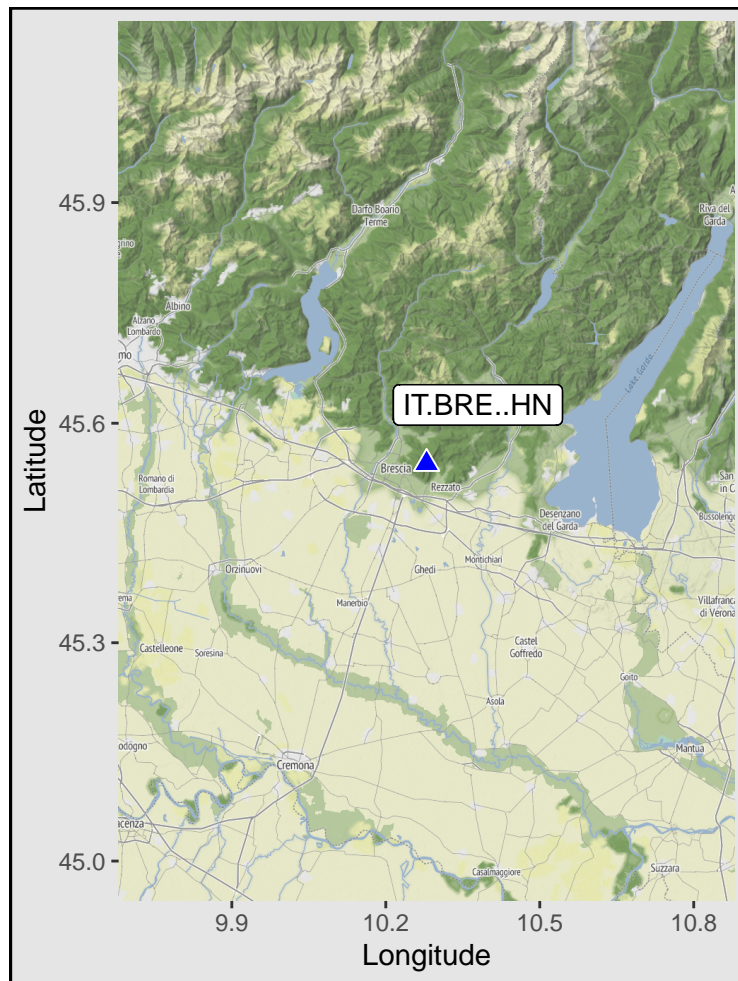 Latitude
45.9
45.6
45.3
45.0
Darfo Boario
Terme
Riva del
Garda
Albino
Alzano
Lombardo
Lake Garda
IT.BRE..HN
Brescia
Rezzato
Romano di
Lombardia
Desenzano
del Garda
Bussolengo
Orzinuovi
Ghedi
Montichiari
Manerbio
Villafranca
di Verona
Castelleone
Soresina
Castel
Goffredo
Goito
Asola
Mantua
Cremona
Casalmaggiore
Suzzara
9.9
10.2
10.5
10.8
Longitude